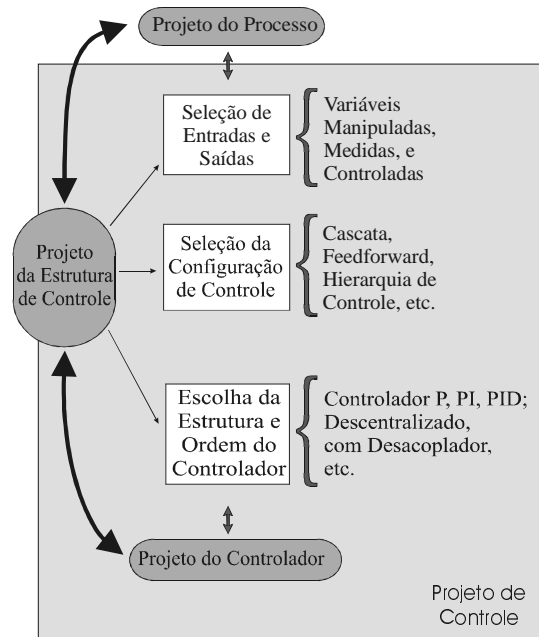 Projeto do Processo
Seleção de
Entradas e
Saídas
Variáveis
Manipuladas,
Medidas, e
Controladas
Projeto
da Estrutura
de Controle
Seleção da
Configuração
de Controle
Cascata,
Feedforward,
Hierarquia de
Controle, etc.
Escolha da
Estrutura e
Ordem do
Controlador
Controlador P, PI, PID;
Descentralizado,
com Desacoplador,
etc.
Projeto do Controlador
Projeto de
Controle